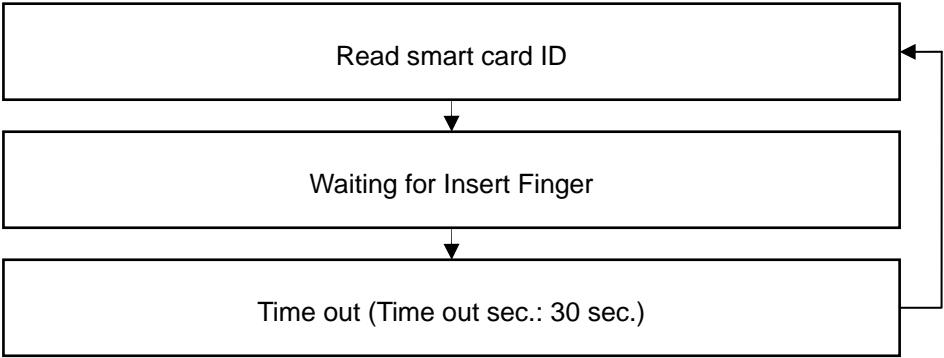 Read smart card ID
Waiting for Insert Finger
Time out (Time out sec.: 30 sec.)